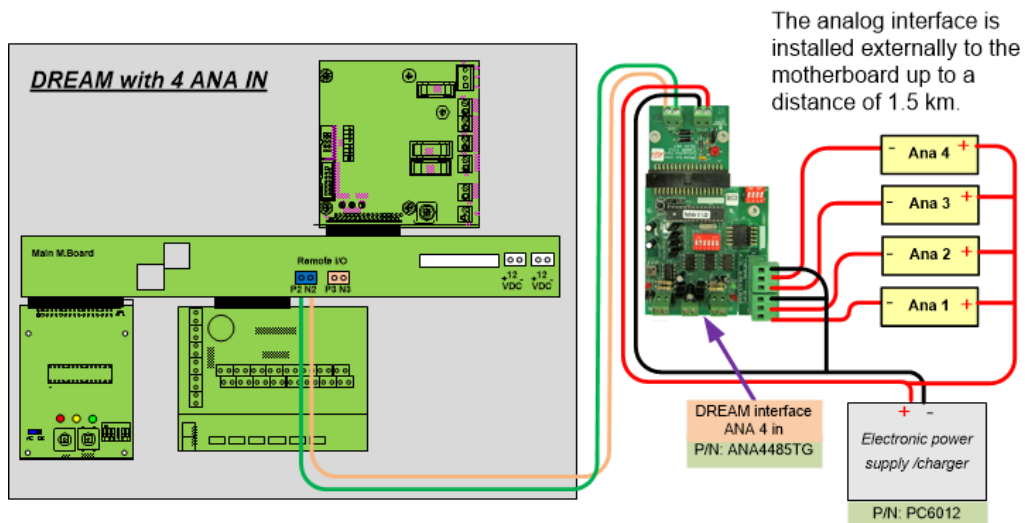 The analog interface is
installed externally to the
motherboard up to a
distance of 1.5 km.
DREAM with 4 ANA IN
- Ana 4 +
- Ana 3 +
- Ana 2 +
- Ana 1 +
Main M.Board
Remote I/O
P2 N2 P3 N3
+12 - +12 -
VDC VDC
DREAM interface
ANA 4 in
P/N: ANA4485TG
+ -
Electronic power
supply /charger
P/N: PC6012